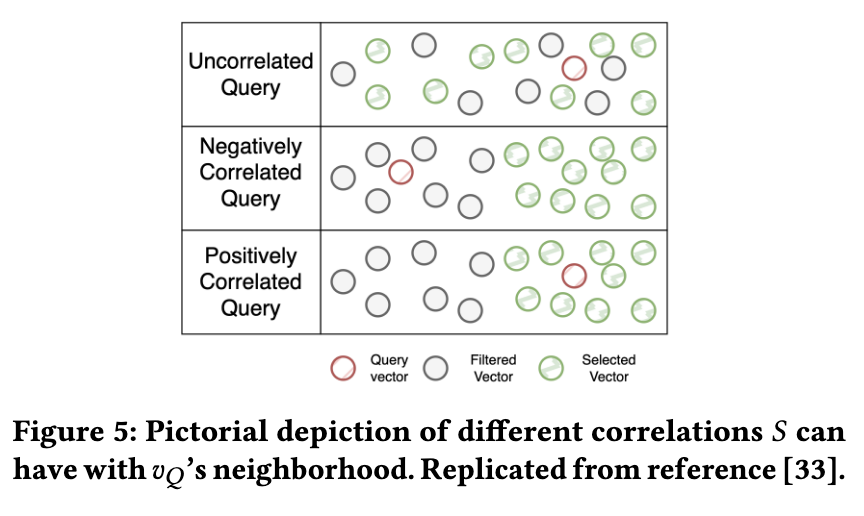 Uncorrelated
Query
Negatively
Correlated
Query
Positively
Correlated
Query
Query
vector
Filtered
Vector
Selected
Vector
Figure 5: Pictorial depiction of different correlations S can
have with vQ's neighborhood. Replicated from reference [33].